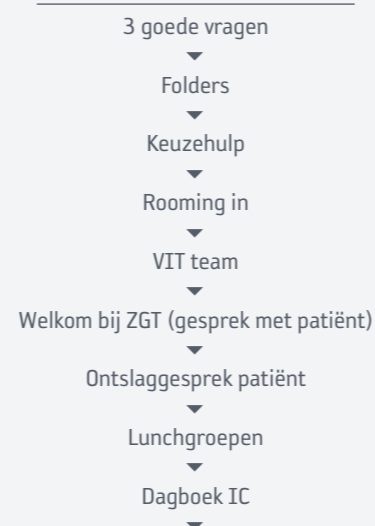 3 goede vragen
Folders
Keuzehulp
Rooming in
VIT team
Welkom bij ZGT (gesprek met patiënt)
Ontslaggesprek patiënt
Lunchgroepen
Dagboek IC